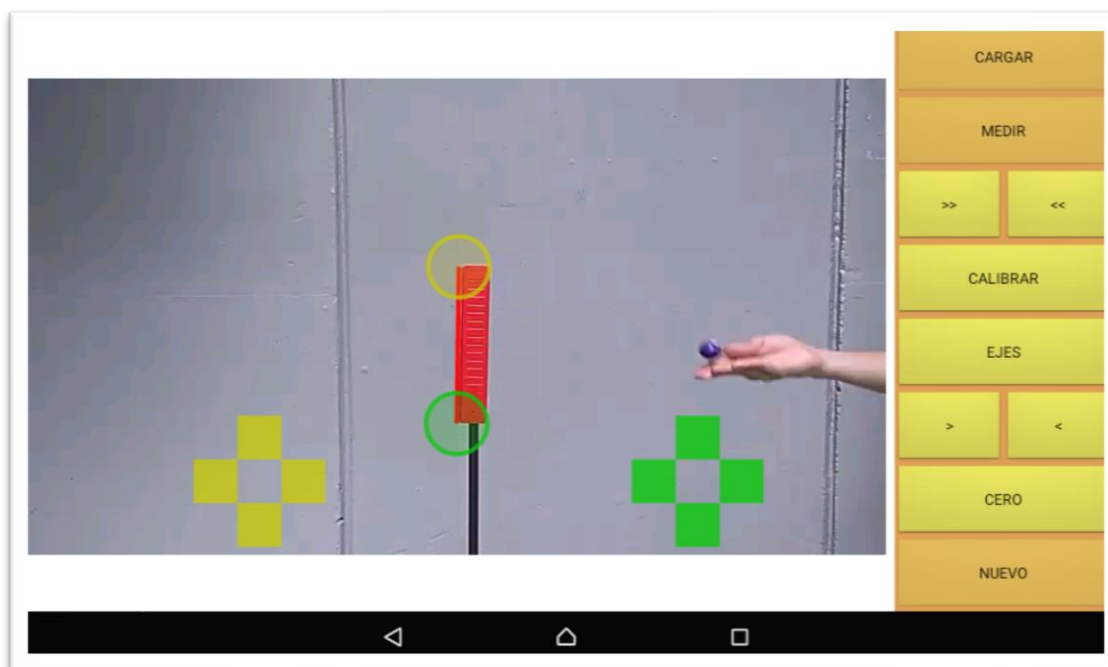 CARGAR
MEDIR
>> <<
CALIBRAR
EJES
> <
CERO
NUEVO